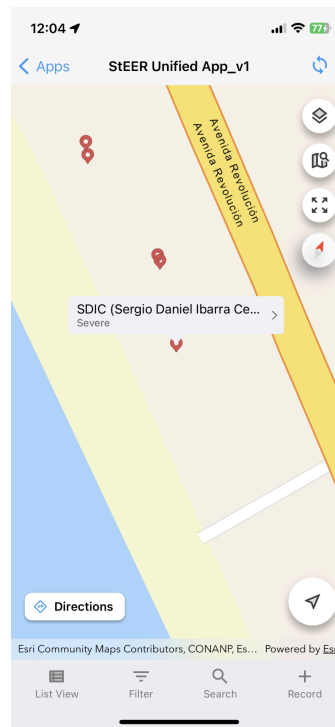 12:04
77
Apps
StEER Unified App_v1
Avenida Revolución
Avenida Revolución
SDIC (Sergio Daniel Ibarra Ce...
Severe
Directions
Esri Community Maps Contributors, CONANP, Es...
Powered by Esri
List View
Filter
Search
Record